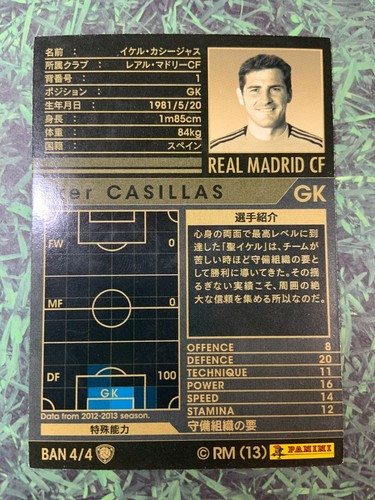 名前 : イケル・カシージャス
所属クラブ : レアル・マドリーCF
背番号 : 1
ポジション : GK
生年月日 : 1981/5/20
身長 : 1m85cm
体重 : 84kg
国籍 : スペイン
REAL MADRID CF
ker CASILLAS
GK
選手紹介
心身の両面で最高レベルに到
達した「聖イケル」は、チームが
苦しい時ほど守備組織の要と
して勝利に導いてきた。その揺
るぎない実績こそ、周囲の絶
大な信頼を集める所以なのだ。
FW 0
MF 0
DF 100
GK
Data from 2012-2013 season.
OFFENCE 8
DEFENCE 20
TECHNIQUE 11
POWER 16
SPEED 14
STAMINA 12
特殊能力
守備組織の要
BAN 4/4
© RM (13) PANINI